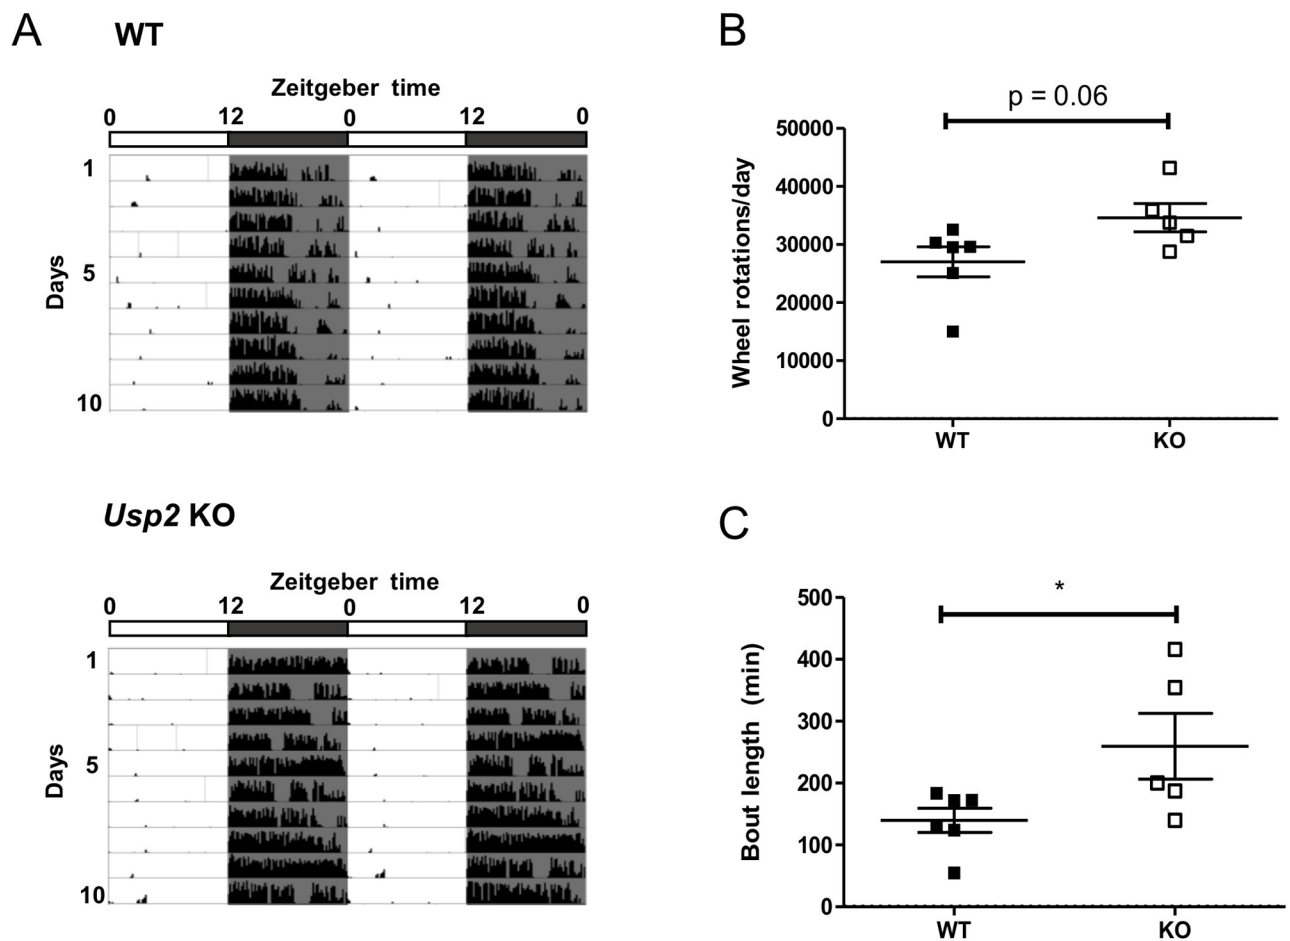 A
WT
Zeitgeber time
0 12 0 12 0
1
5
10
Days
Usp2 KO
Zeitgeber time
0 12 0 12 0
1
5
10
Days
B
p = 0.06
50000
40000
30000
20000
10000
0
Wheel rotations/day
WT KO
C
*
500
400
300
200
100
0
Bout length (min)
WT KO